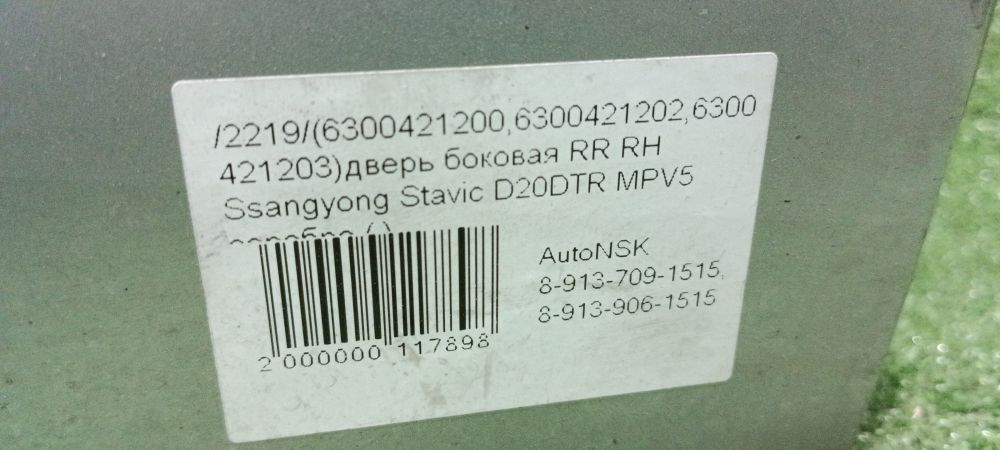 /2219/(6300421200,6300421202,6300
421203)дверь боковая RR RH
Ssangyong Stavic D20DTR MPV5
AutoNSK
8-913-709-1515,
8-913-906-1515
2 000000 117898